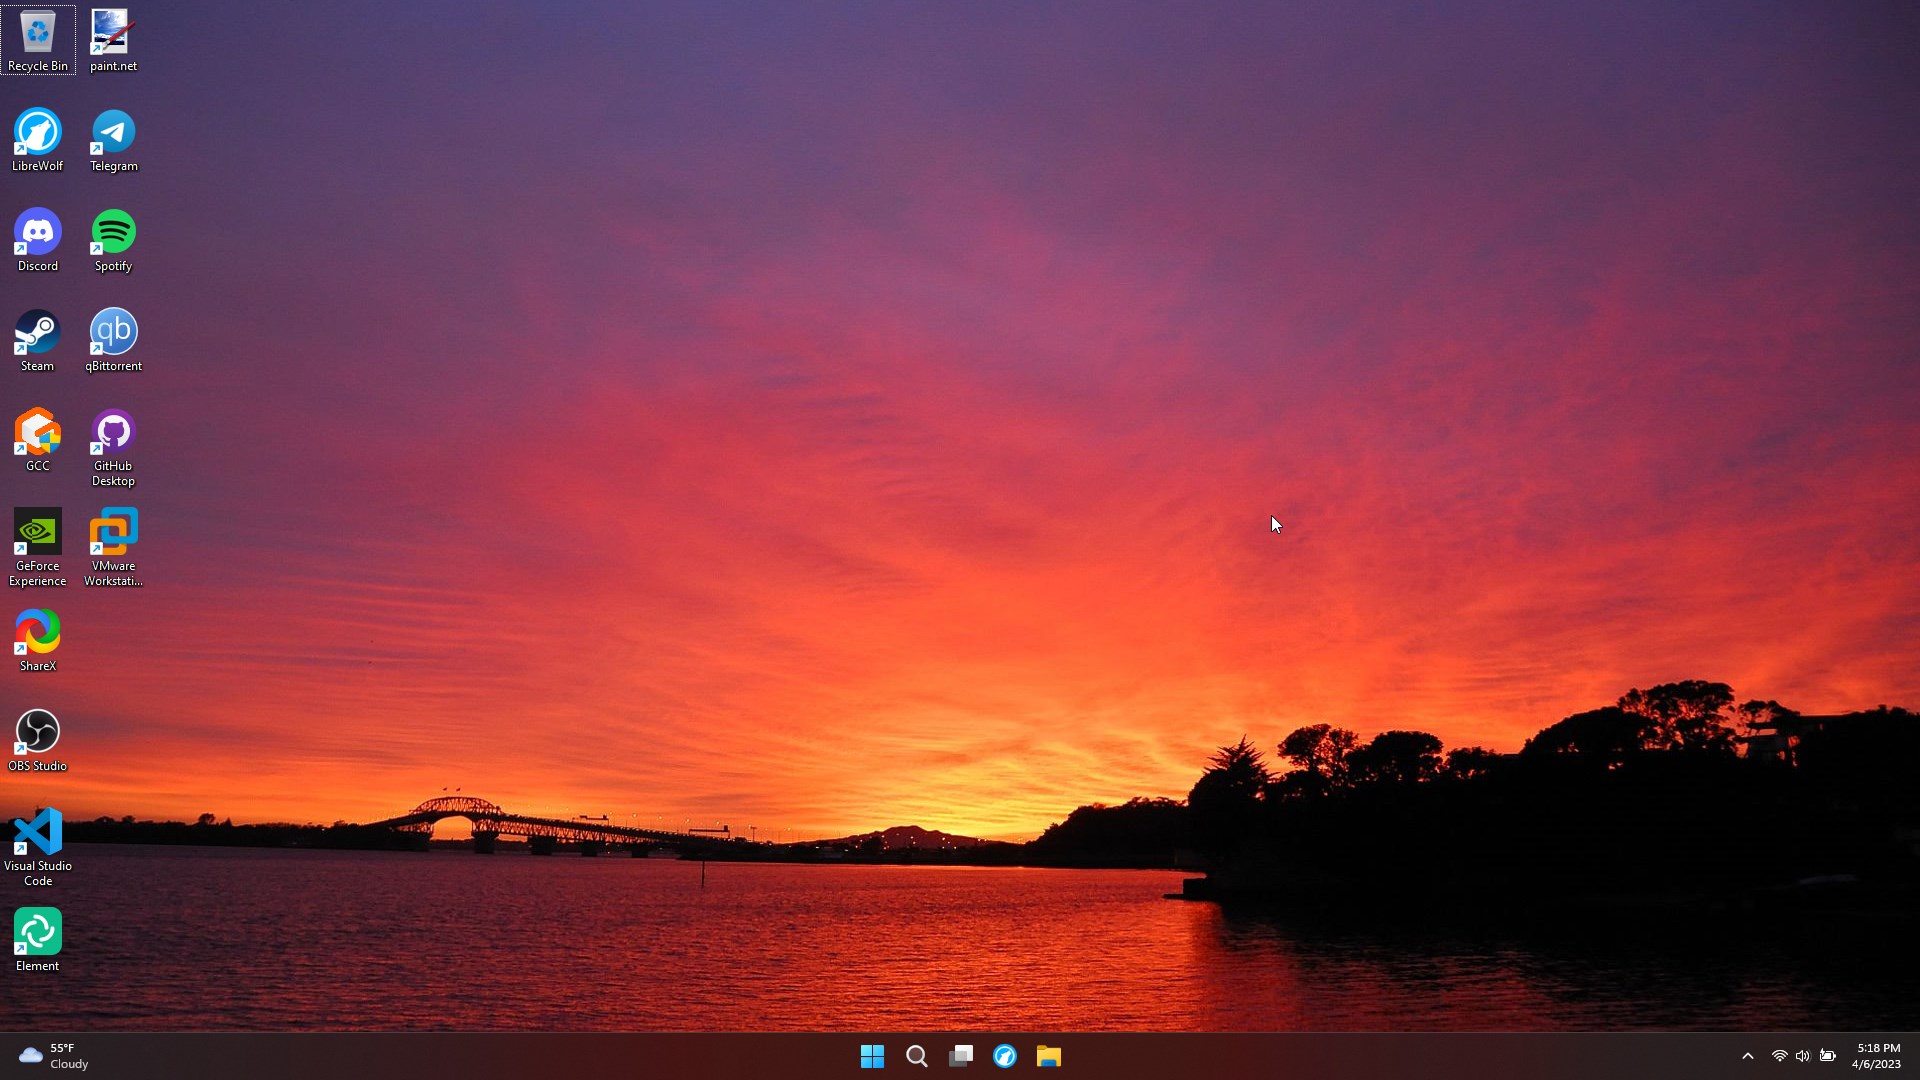 Recycle Bin
paint.net
LibreWolf
Telegram
Discord
Spotify
Steam
qb
qBittorrent
GCC
GitHub
Desktop
GeForce
Experience
VMware
Workstati...
ShareX
OBS Studio
Visual Studio
Code
Element
55°F
Cloudy
5:18 PM
4/6/2023